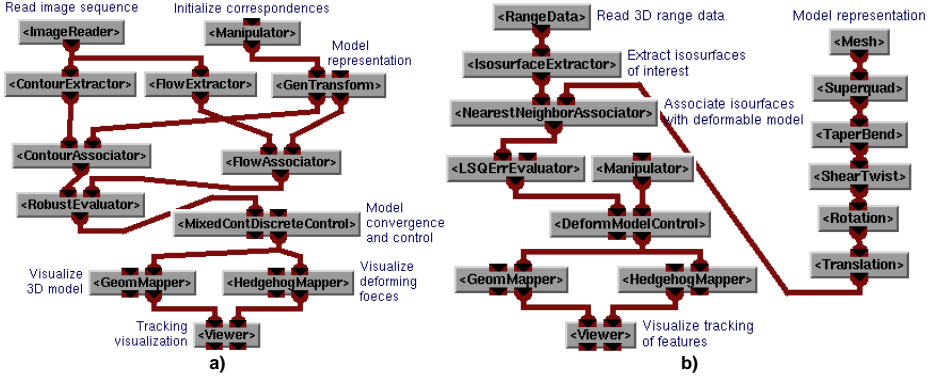 Read image sequence
<ImageReader>
Initialize correspondences
<Manipulator>
Model
representation
<ContourExtractor>
<FlowExtractor>
<GenTransform>
<ContourAssociator>
<FlowAssociator>
<RobustEvaluator>
<MixedContDiscreteControl>
Model
convergence
and control
Visualize
3D model
<GeomMapper>
<HedgehogMapper>
Visualize
deforming
foeces
Tracking
visualization
<Viewer>
a)
<RangeData>
Read 3D range data
<IsosurfaceExtractor>
Extract isosurfaces
of interest
<NearestNeighborAssociator>
Associate isourfaces
with deformable model
<LSQErrEvaluator>
<Manipulator>
<DeformModelControl>
<GeomMapper>
<HedgehogMapper>
<Viewer>
Visualize tracking
of features
Model representation
<Mesh>
<Superquad>
<TaperBend>
<ShearTwist>
<Rotation>
<Translation>
b)